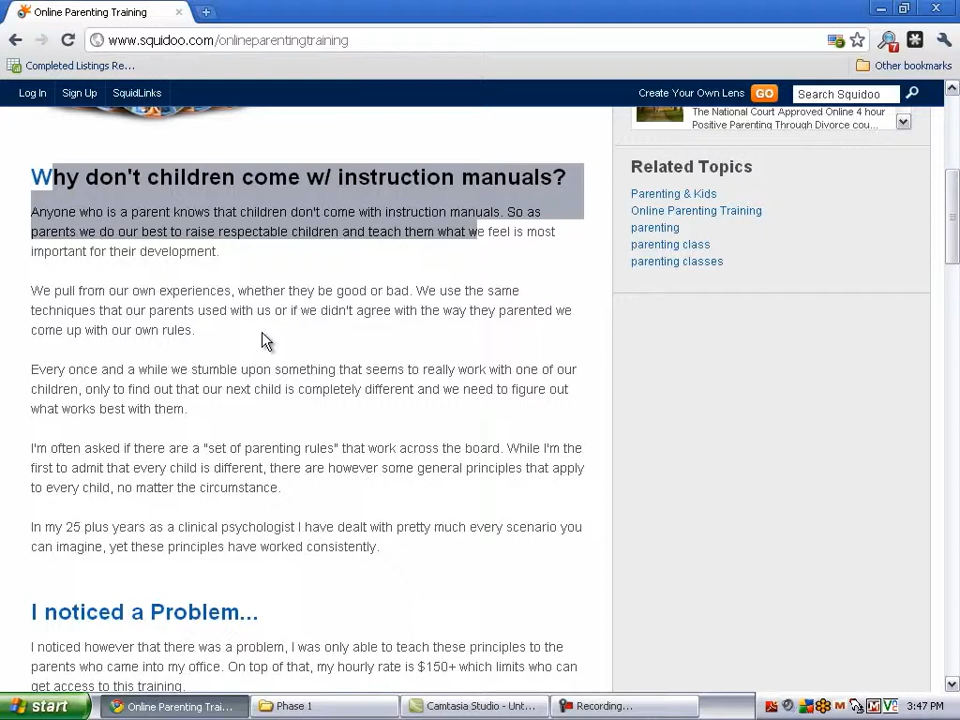 Online Parenting Training
www.squidoo.com/onlineparentingtraining
Completed Listings Re...
Other bookmarks
Log In
Sign Up
SquidLinks
Create Your Own Lens
GO
Search Squidoo
The National Court Approved Online 4 hour
Positive Parenting Through Divorce cou...
Why don't children come w/ instruction manuals?
Anyone who is a parent knows that children don't come with instruction manuals. So as
parents we do our best to raise respectable children and teach them what we feel is most
important for their development.
We pull from our own experiences, whether they be good or bad. We use the same
techniques that our parents used with us or if we didn't agree with the way they parented we
come up with our own rules.
Every once and a while we stumble upon something that seems to really work with one of our
children, only to find out that our next child is completely different and we need to figure out
what works best with them.
I'm often asked if there are a "set of parenting rules" that work across the board. While I'm the
first to admit that every child is different, there are however some general principles that apply
to every child, no matter the circumstance.
In my 25 plus years as a clinical psychologist I have dealt with pretty much every scenario you
can imagine, yet these principles have worked consistently.
I noticed a Problem...
I noticed however that there was a problem, I was only able to teach these principles to the
parents who came into my office. On top of that, my hourly rate is $150+ which limits who can
get access to this training.
Related Topics
Parenting & Kids
Online Parenting Training
parenting
parenting class
parenting classes
start
Online Parenting Trai...
Phase 1
Camtasia Studio - Unt...
Recording...
3:47 PM